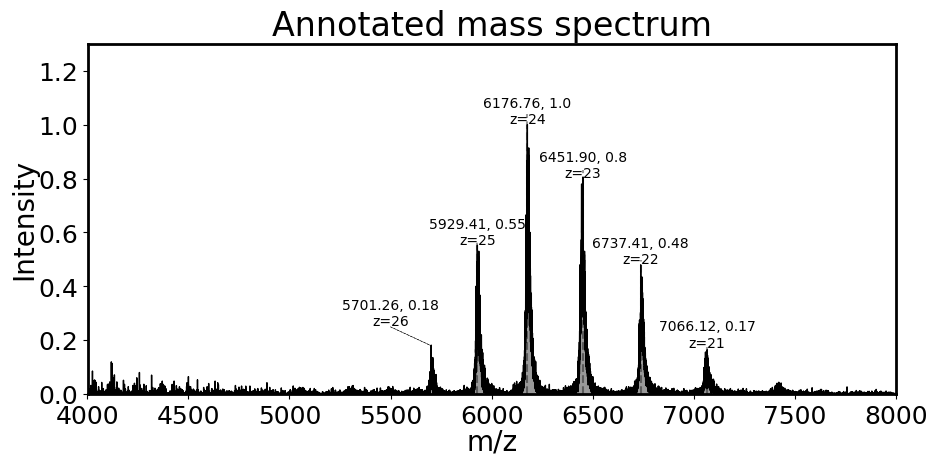 Annotated mass spectrum
Intensity
1.2
1.0
0.8
0.6
0.4
0.2
0.0
6176.76, 1.0
z=24
6451.90, 0.8
z=23
5929.41, 0.55
z=25
6737.41, 0.48
z=22
5701.26, 0.18
z=26
7066.12, 0.17
z=21
4000 4500 5000 5500 6000 6500 7000 7500 8000
m/z